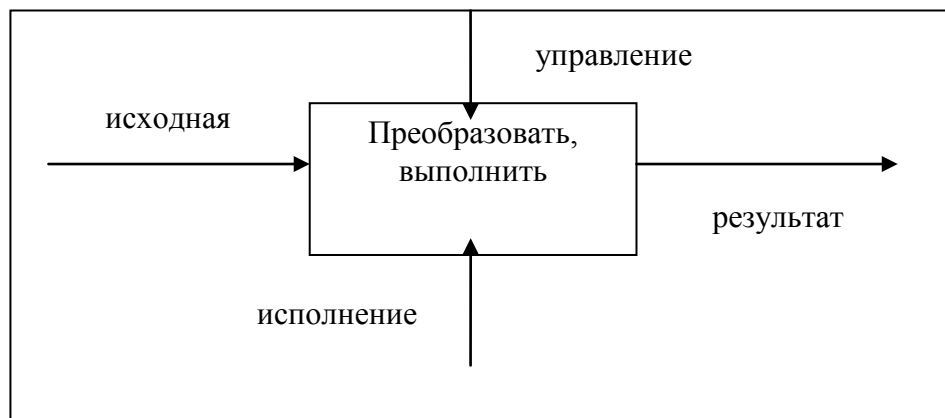 управление
исходная
Преобразовать,
выполнить
результат
исполнение